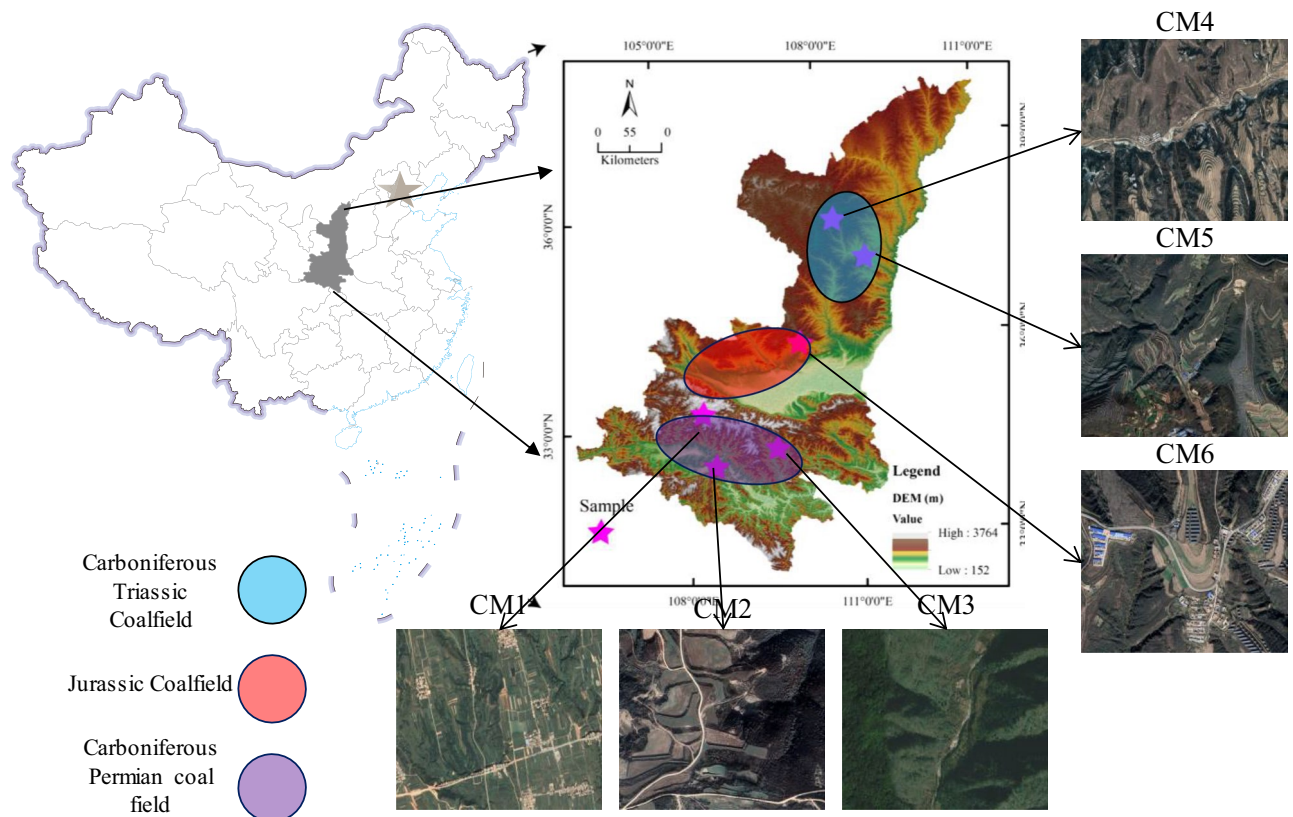 CM4
105°0'0"E
108°0'0"E
111°0'0"E
N
0 55 0
Kilometers
36°0'0"N
CM5
33°0'0"N
CM6
Legend
DEM (m)
Value
High : 3764
Low : 152
Sample
108°0'0"E
111°0'0"E
CM1
CM2
CM3
Carboniferous
Triassic
Coalfield
Jurassic Coalfield
Carboniferous
Permian coal
field